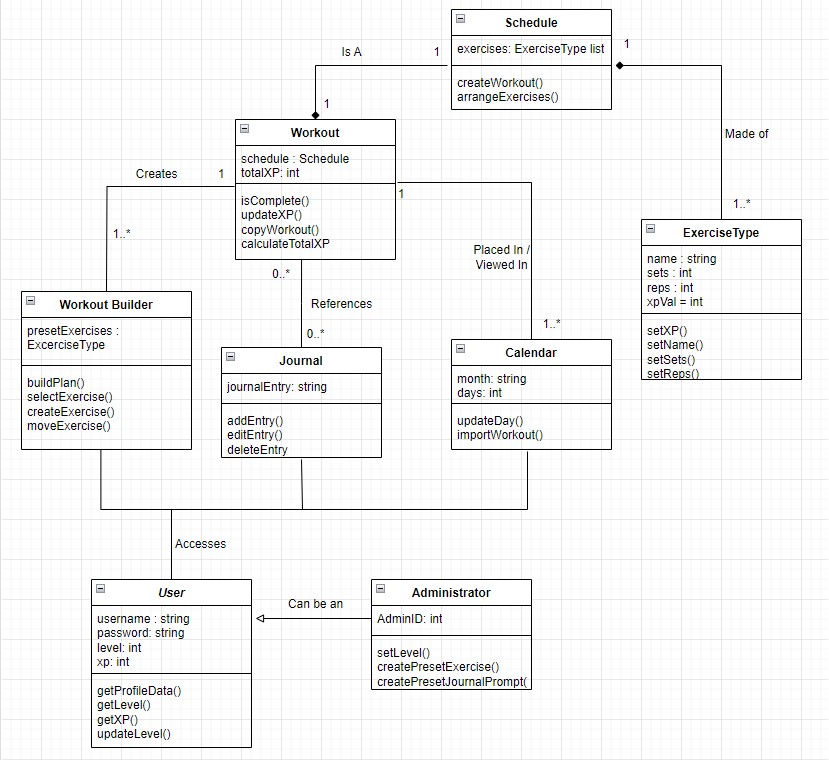 Schedule
exercises: ExerciseType list
createWorkout()
arrangeExercises()
Is A
1
1
1
Made of
1..*
Workout
schedule : Schedule
totalXP: int
isComplete()
updateXP()
copyWorkout()
calculateTotalXP
Creates
1
1..*
1
Placed In /
Viewed In
1..*
0..*
References
0..*
ExerciseType
name : string
sets : int
reps : int
xpVal = int
setXP()
setName()
setSets()
setReps()
Workout Builder
presetExercises :
ExcerciseType
buildPlan()
selectExercise()
createExercise()
moveExercise()
Journal
journalEntry: string
addEntry()
editEntry()
deleteEntry
Calendar
month: string
days: int
updateDay()
importWorkout()
Accesses
User
username : string
password: string
level: int
xp: int
getProfileData()
getLevel()
getXP()
updateLevel()
Can be an
Administrator
AdminID: int
setLevel()
createPresetExercise()
createPresetJournalPrompt(